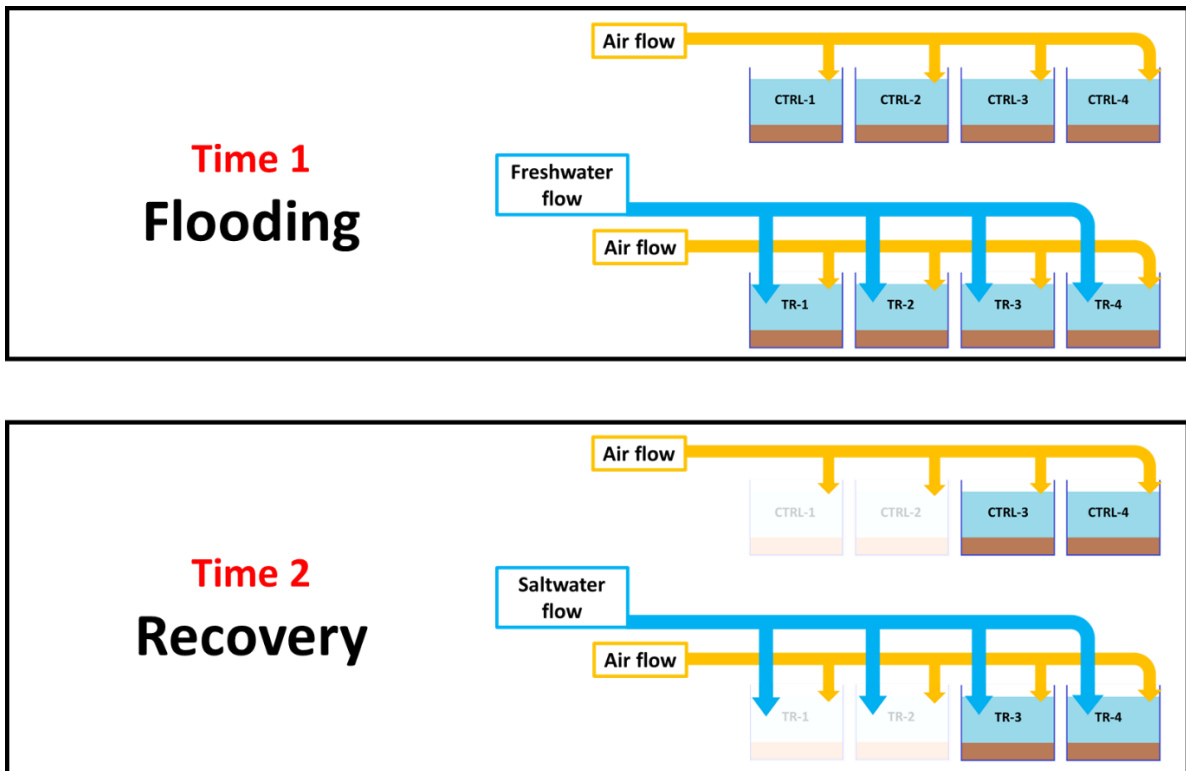 Time 1
Flooding
Air flow
CTRL-1 CTRL-2 CTRL-3 CTRL-4
Freshwater
flow
Air flow
TR-1 TR-2 TR-3 TR-4
Time 2
Recovery
Air flow
CTRL-1 CTRL-2 CTRL-3 CTRL-4
Saltwater
flow
Air flow
TR-1 TR-2 TR-3 TR-4